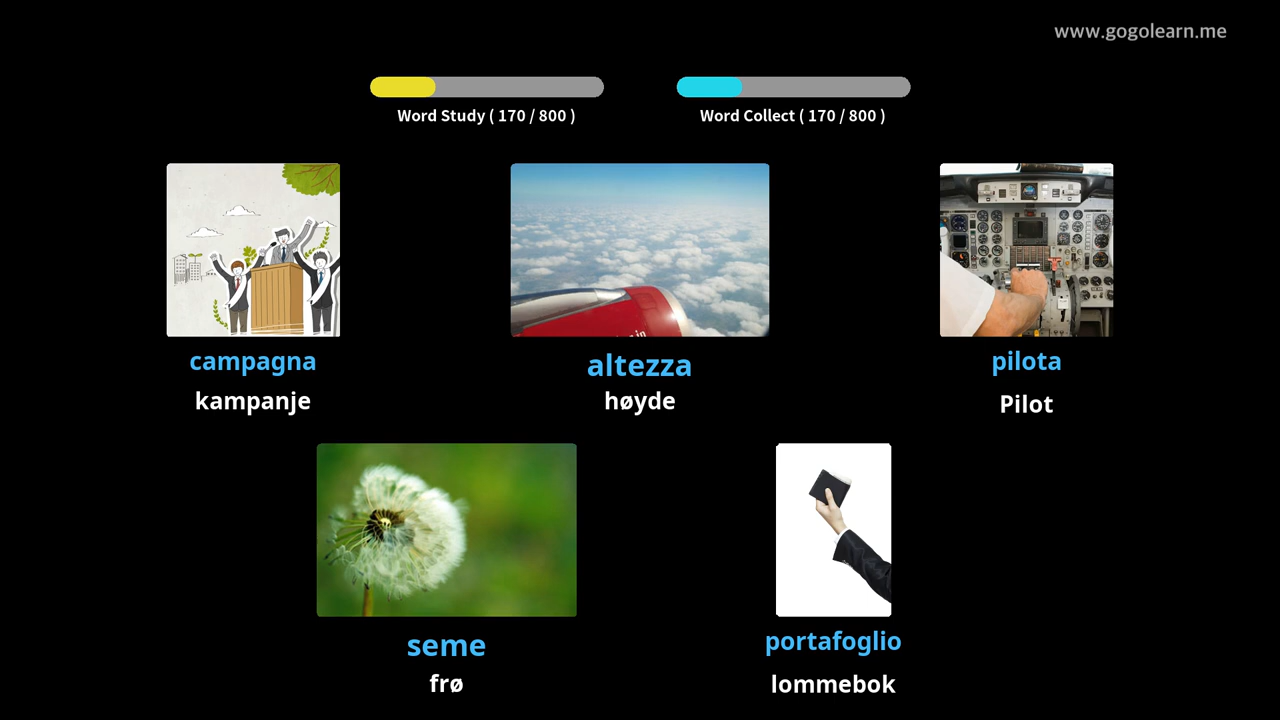 www.gogolearn.me
Word Study ( 170 / 800 )
Word Collect ( 170 / 800 )
campagna
kampanje
altezza
høyde
pilota
Pilot
seme
frø
portafoglio
lommebok